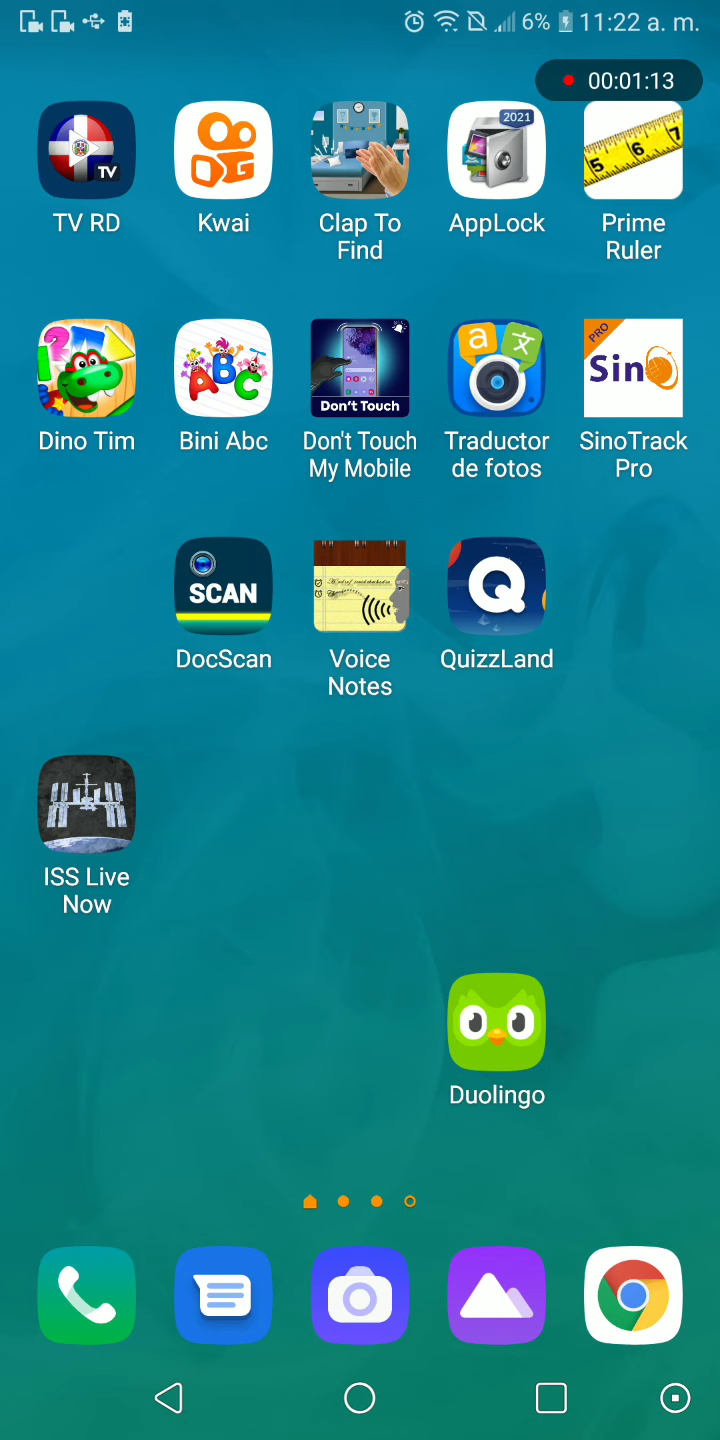 6% 11:22 a. m.
00:01:13
TV
2021
5 6 7
TV RD
Kwai
Clap To
Find
AppLock
Prime
Ruler
ABC
Don't Touch
a 文
PRO
Sino
Dino Tim
Bini Abc
Don't Touch
My Mobile
Traductor
de fotos
SinoTrack
Pro
SCAN
Q
DocScan
Voice
Notes
QuizzLand
ISS Live
Now
Duolingo